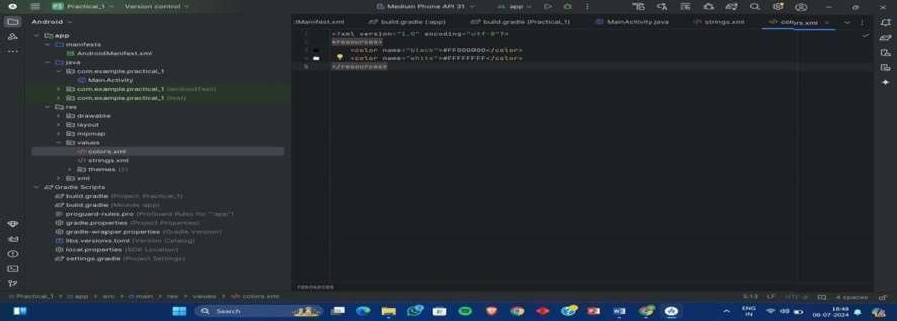 Practical_1 Version control Medium Phone API 31 app
Android
AndroidManifest.xml build.gradle (:app) build.gradle (Practical_1) MainActivity.java strings.xml colors.xml
app
manifests
AndroidManifest.xml
java
com.example.practical_1
MainActivity
com.example.practical_1 (androidTest)
com.example.practical_1 (test)
res
drawable
layout
mipmap
values
colors.xml
strings.xml
themes (2)
xml
Gradle Scripts
build.gradle (Project: Practical_1)
build.gradle (Module :app)
proguard-rules.pro (ProGuard Rules for ":app")
gradle.properties (Project Properties)
gradle-wrapper.properties (Gradle Version)
libs.versions.toml (Version Catalog)
local.properties (SDK Location)
settings.gradle (Project Settings)
1 <?xml version="1.0" encoding="utf-8"?>
<resources>
<color name="black">#FF000000</color>
<color name="white">#FFFFFFFF</color>
5 </resources>
resources
Practical_1 app src main res values colors.xml 5:13 LF UTF-8 4 spaces
Search ENG IN 18:49 06-07-2024